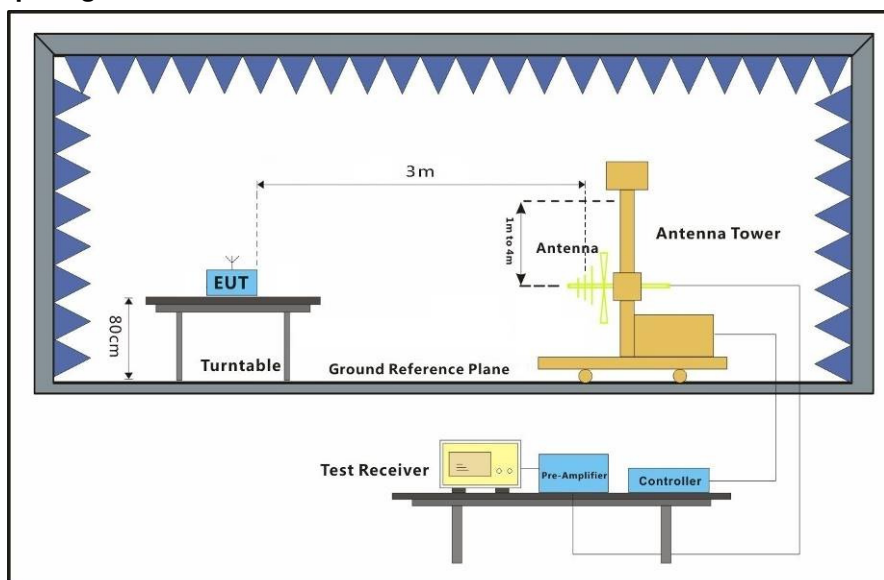 3m
1m to 4m
Antenna
Antenna Tower
EUT
80cm
Turntable
Ground Reference Plane
Test Receiver
Pre-Amplifier
Controller